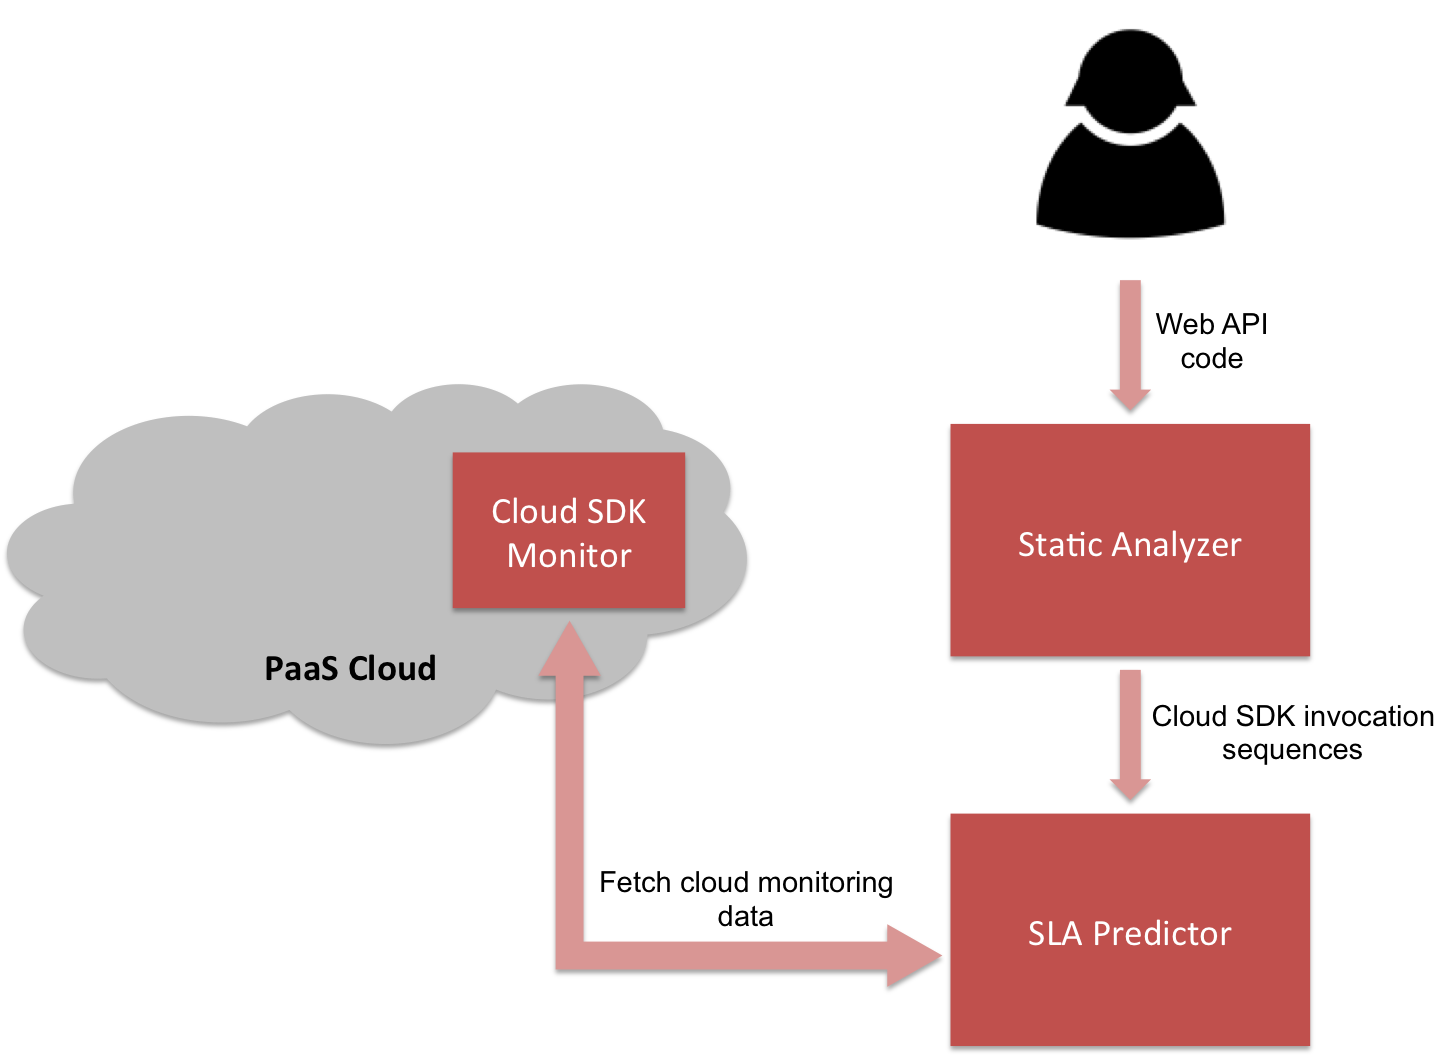 Web API
code
Cloud SDK
Monitor
Static Analyzer
PaaS Cloud
Cloud SDK invocation
sequences
Fetch cloud monitoring
data
SLA Predictor